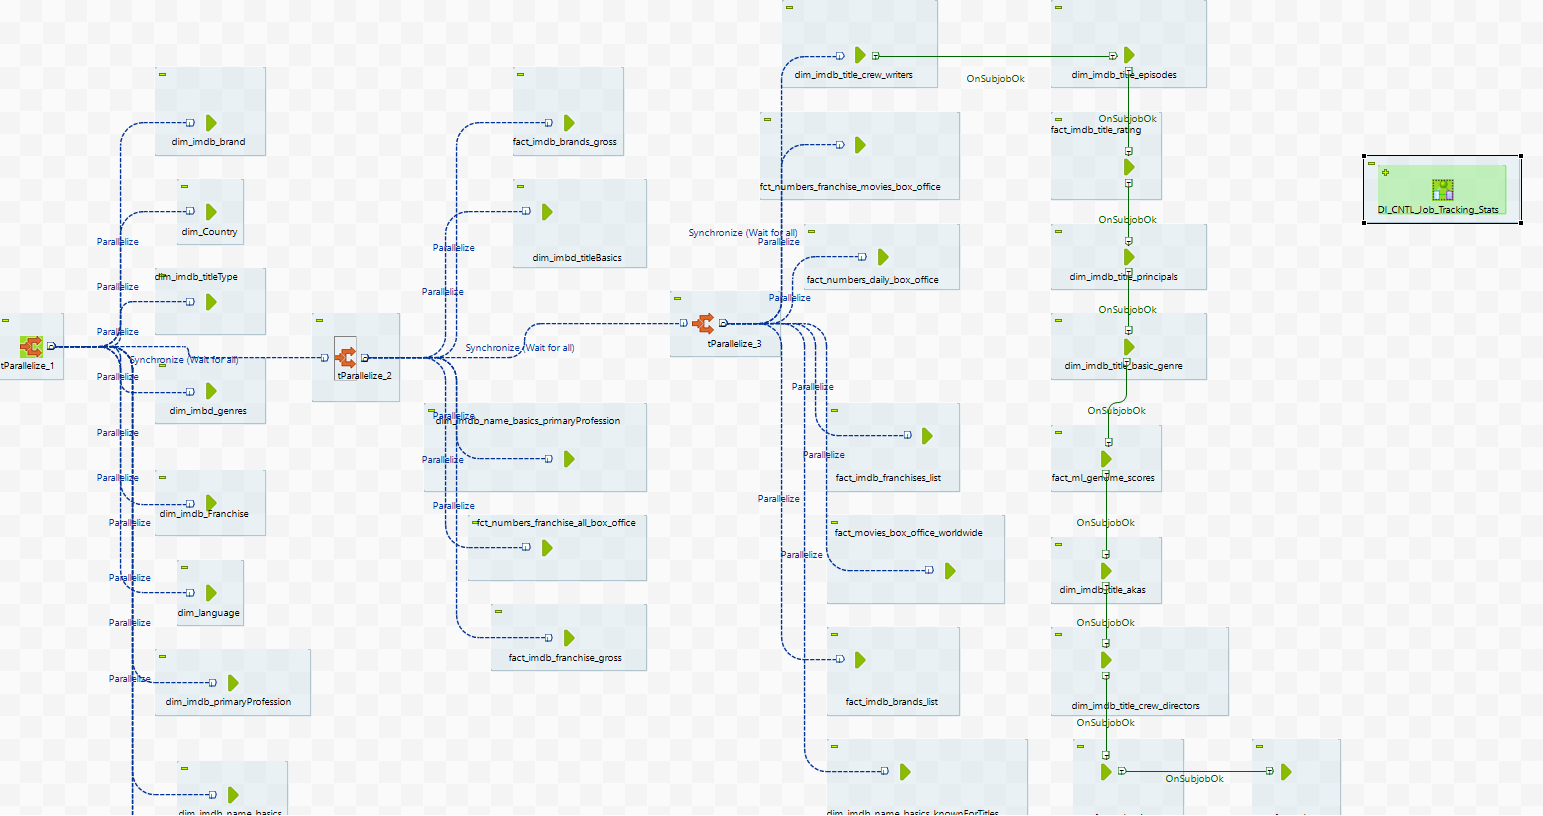 dim_imdb_title_crew_writers
OnSubjobOk
dim_imdb_title_episodes
dim_imdb_brand
fact_imdb_brands_gross
OnSubjobOk
fact_imdb_title_rating
fct_numbers_franchise_movies_box_office
DI_CNTL_Job_Tracking_Stats
OnSubjobOk
dim_Country
Synchronize (Wait for all)
Parallelize
Parallelize
Parallelize
dim_imbd_titleBasics
dim_imdb_titleType
fact_numbers_daily_box_office
dim_imdb_title_principals
Parallelize
Parallelize
Parallelize
OnSubjobOk
Parallelize
tParallelize_3
Synchronize (Wait for all)
Synchronize (Wait for all)
tParallelize_1
dim_imdb_title_basic_genre
Parallelize
tParallelize_2
Parallelize
dim_imbd_genres
OnSubjobOk
Parallelize
dim_imdb_name_basics_primaryProfession
Parallelize
Parallelize
Parallelize
Parallelize
fact_imdb_franchises_list
fact_ml_genome_scores
Parallelize
Parallelize
dim_imdb_Franchise
Parallelize
fct_numbers_franchise_all_box_office
OnSubjobOk
fact_movies_box_office_worldwide
Parallelize
Parallelize
dim_imdb_title_akas
dim_language
Parallelize
OnSubjobOk
fact_imdb_franchise_gross
Parallelize
dim_imdb_primaryProfession
fact_imdb_brands_list
dim_imdb_title_crew_directors
OnSubjobOk
OnSubjobOk
dim_imdb_name_basics
dim_imdb_name_basics_knownForTitles